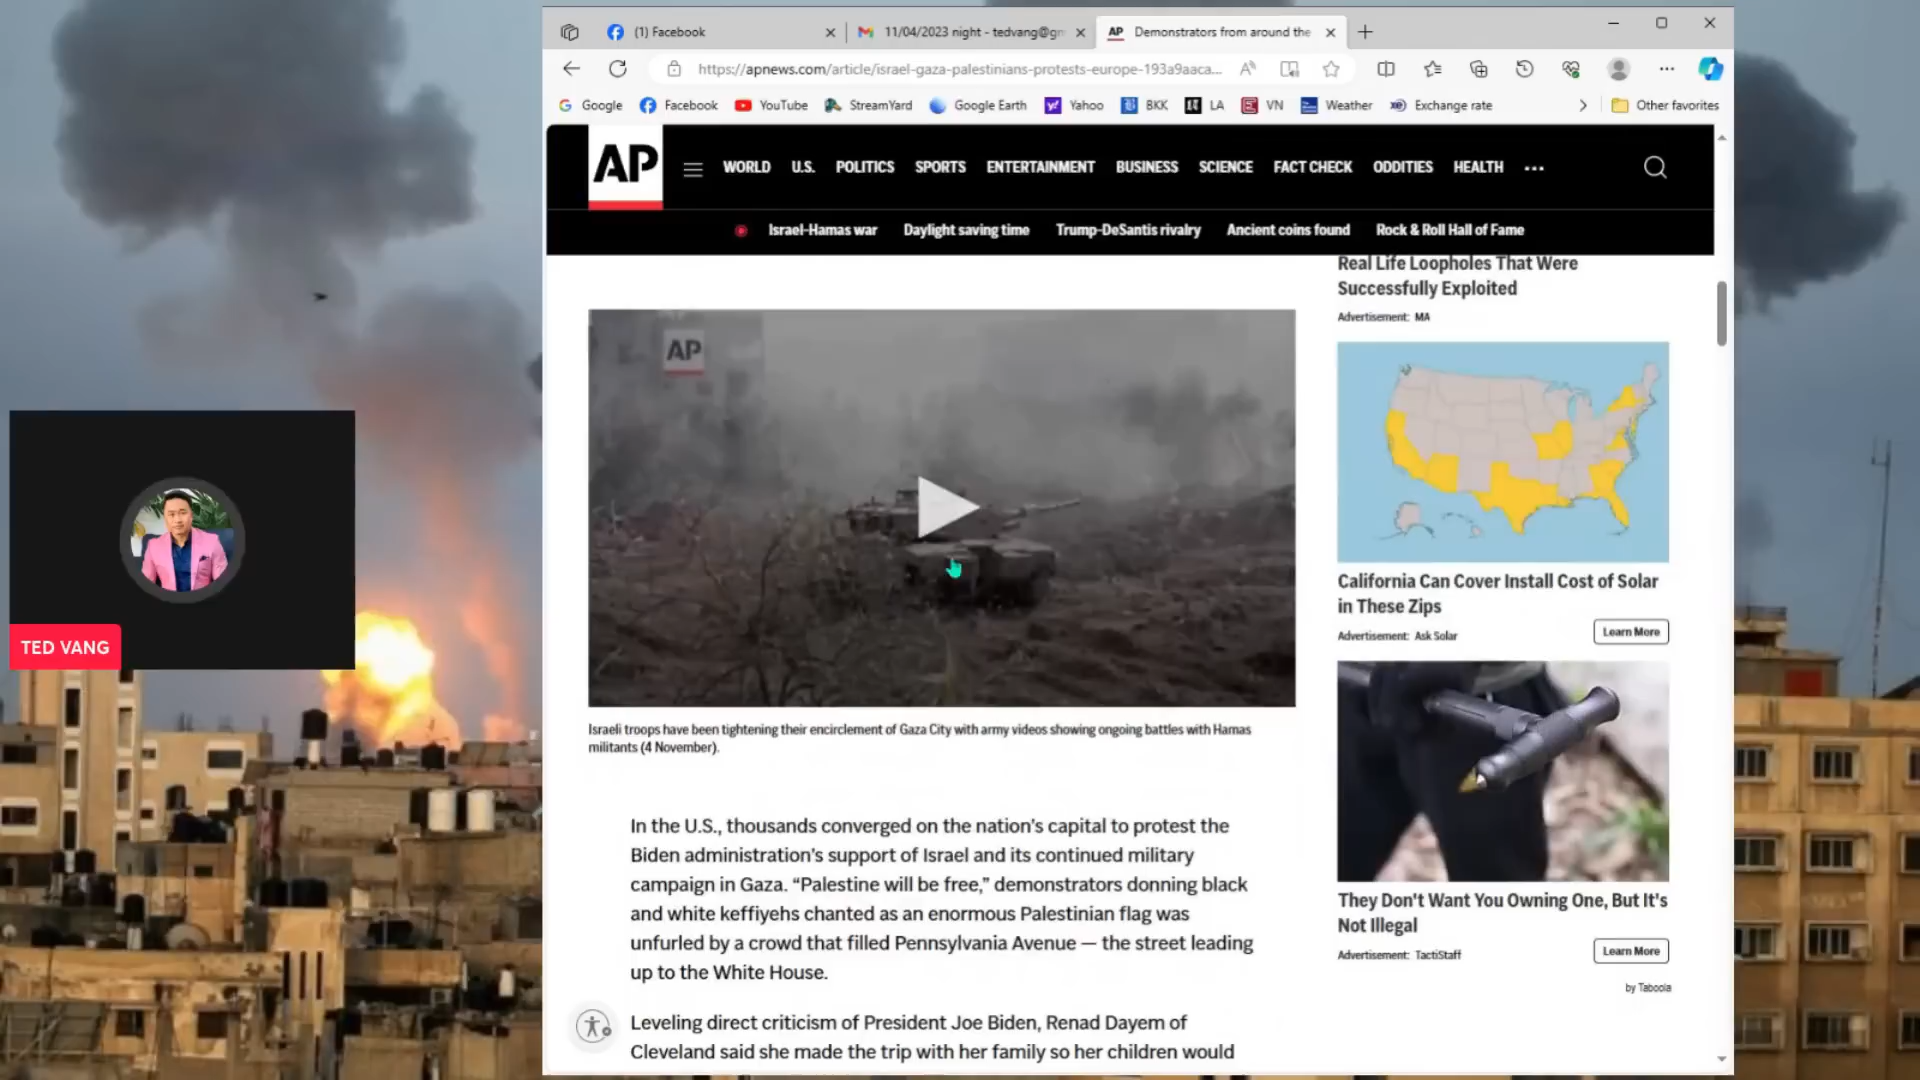 (1) Facebook
11/04/2023 night - tedvang@gm
Demonstrators from around the
https://apnews.com/article/israel-gaza-palestinians-protests-europe-193a9aaca...
Google
Facebook
YouTube
StreamYard
Google Earth
Yahoo
BKK
LA
VN
Weather
Exchange rate
Other favorites
AP
WORLD
U.S.
POLITICS
SPORTS
ENTERTAINMENT
BUSINESS
SCIENCE
FACT CHECK
ODDITIES
HEALTH
Israel-Hamas war
Daylight saving time
Trump-DeSantis rivalry
Ancient coins found
Rock & Roll Hall of Fame
AP
Israeli troops have been tightening their encirclement of Gaza City with army videos showing ongoing battles with Hamas
militants (4 November).
In the U.S., thousands converged on the nation's capital to protest the
Biden administration's support of Israel and its continued military
campaign in Gaza. “Palestine will be free,” demonstrators donning black
and white keffiyehs chanted as an enormous Palestinian flag was
unfurled by a crowd that filled Pennsylvania Avenue — the street leading
up to the White House.
Leveling direct criticism of President Joe Biden, Renad Dayem of
Cleveland said she made the trip with her family so her children would
Real Life Loopholes That Were
Successfully Exploited
Advertisement: MA
California Can Cover Install Cost of Solar
in These Zips
Advertisement: Ask Solar
Learn More
They Don't Want You Owning One, But It's
Not Illegal
Advertisement: TactiStaff
Learn More
by Taboola
TED VANG